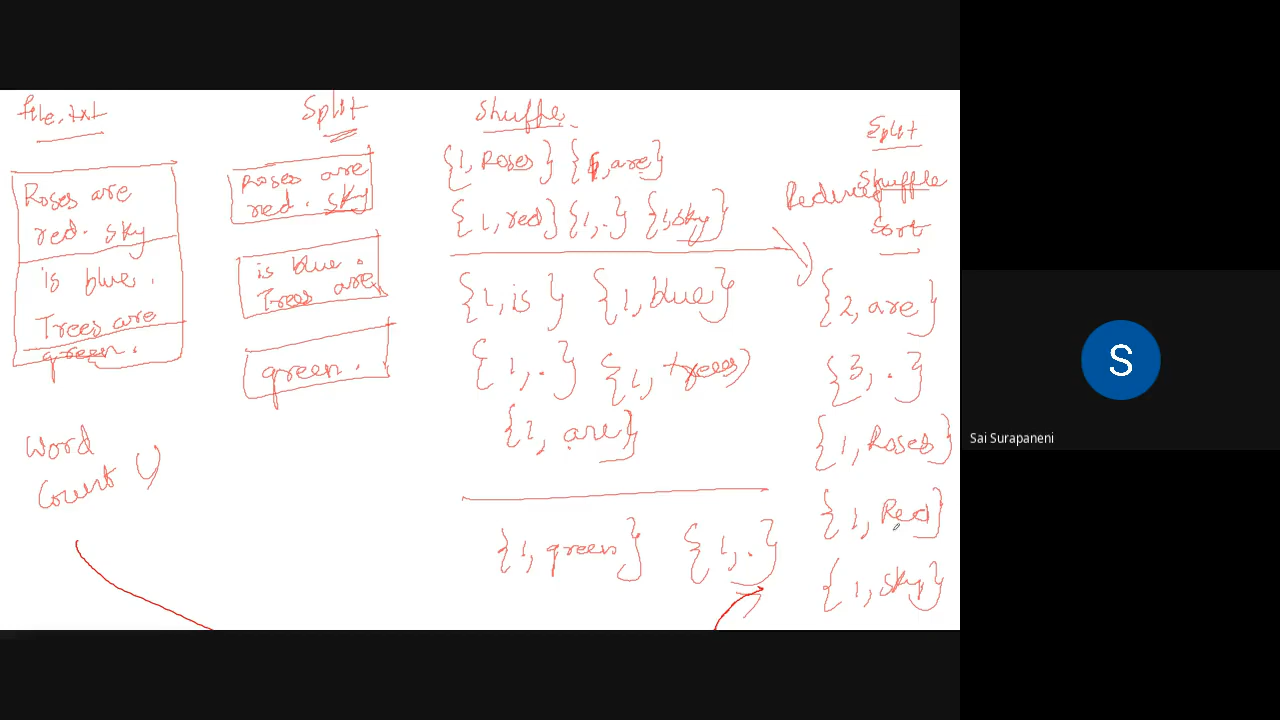 file.txt
Roses are
red. sky
is blue.
Trees are
green.
Word
Count ()
Split
Roses are
red. sky
is blue.
Trees are
green.
Shuffle
{1, Roses} {1, are}
{1, red} {1, .} {1, sky}
{1, is} {1, blue}
{1, .} {1, trees}
{1, are}
{1, green} {1, .}
Split
Shuffle
Sort
{2, are}
{3, .}
{1, Roses}
{1, Red}
{1, sky}
S
Sai Surapaneni